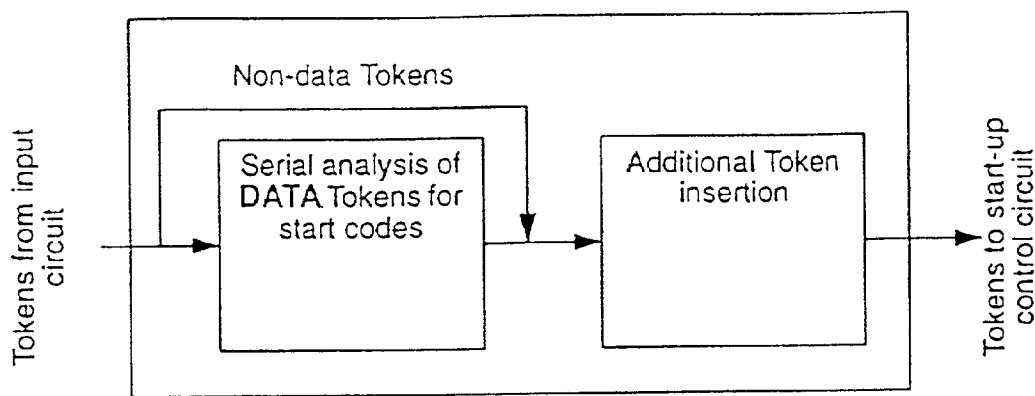 Non-data Tokens
Tokens from input
circuit
Serial analysis of
DATA Tokens for
start codes
Additional Token
insertion
Tokens to start-up
control circuit